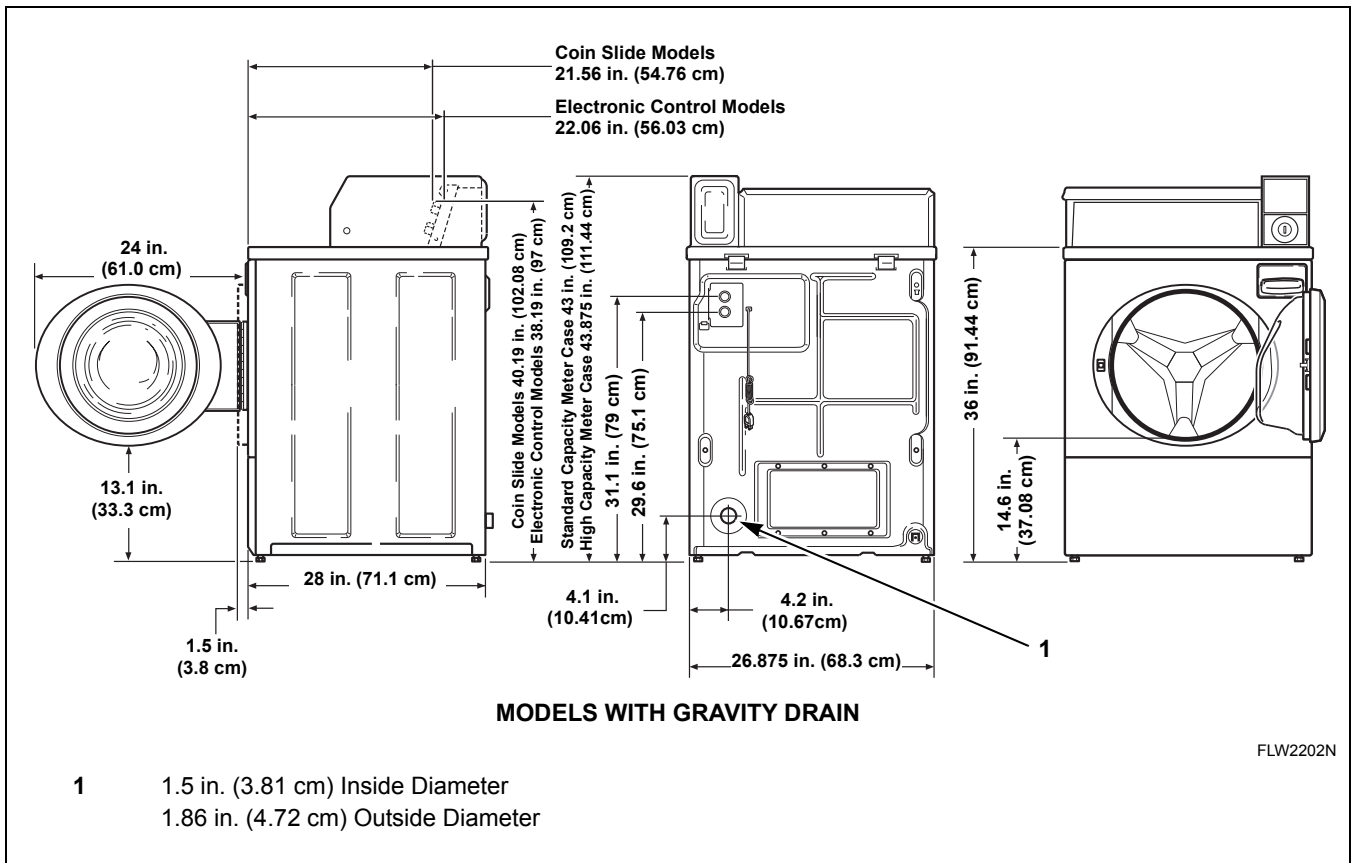 Coin Slide Models
21.56 in. (54.76 cm)
Electronic Control Models
22.06 in. (56.03 cm)
24 in.
(61.0 cm)
13.1 in.
(33.3 cm)
28 in. (71.1 cm)
1.5 in.
(3.8 cm)
Coin Slide Models 40.19 in. (102.08 cm)
Electronic Control Models 38.19 in. (97 cm)
Standard Capacity Meter Case 43 in. (109.2 cm)
High Capacity Meter Case 43.875 in. (111.44 cm)
31.1 in. (79 cm)
29.6 in. (75.1 cm)
4.1 in.
(10.41cm)
4.2 in.
(10.67cm)
26.875 in. (68.3 cm)
1
36 in. (91.44 cm)
14.6 in.
(37.08 cm)
MODELS WITH GRAVITY DRAIN
FLW2202N
1 1.5 in. (3.81 cm) Inside Diameter
1.86 in. (4.72 cm) Outside Diameter